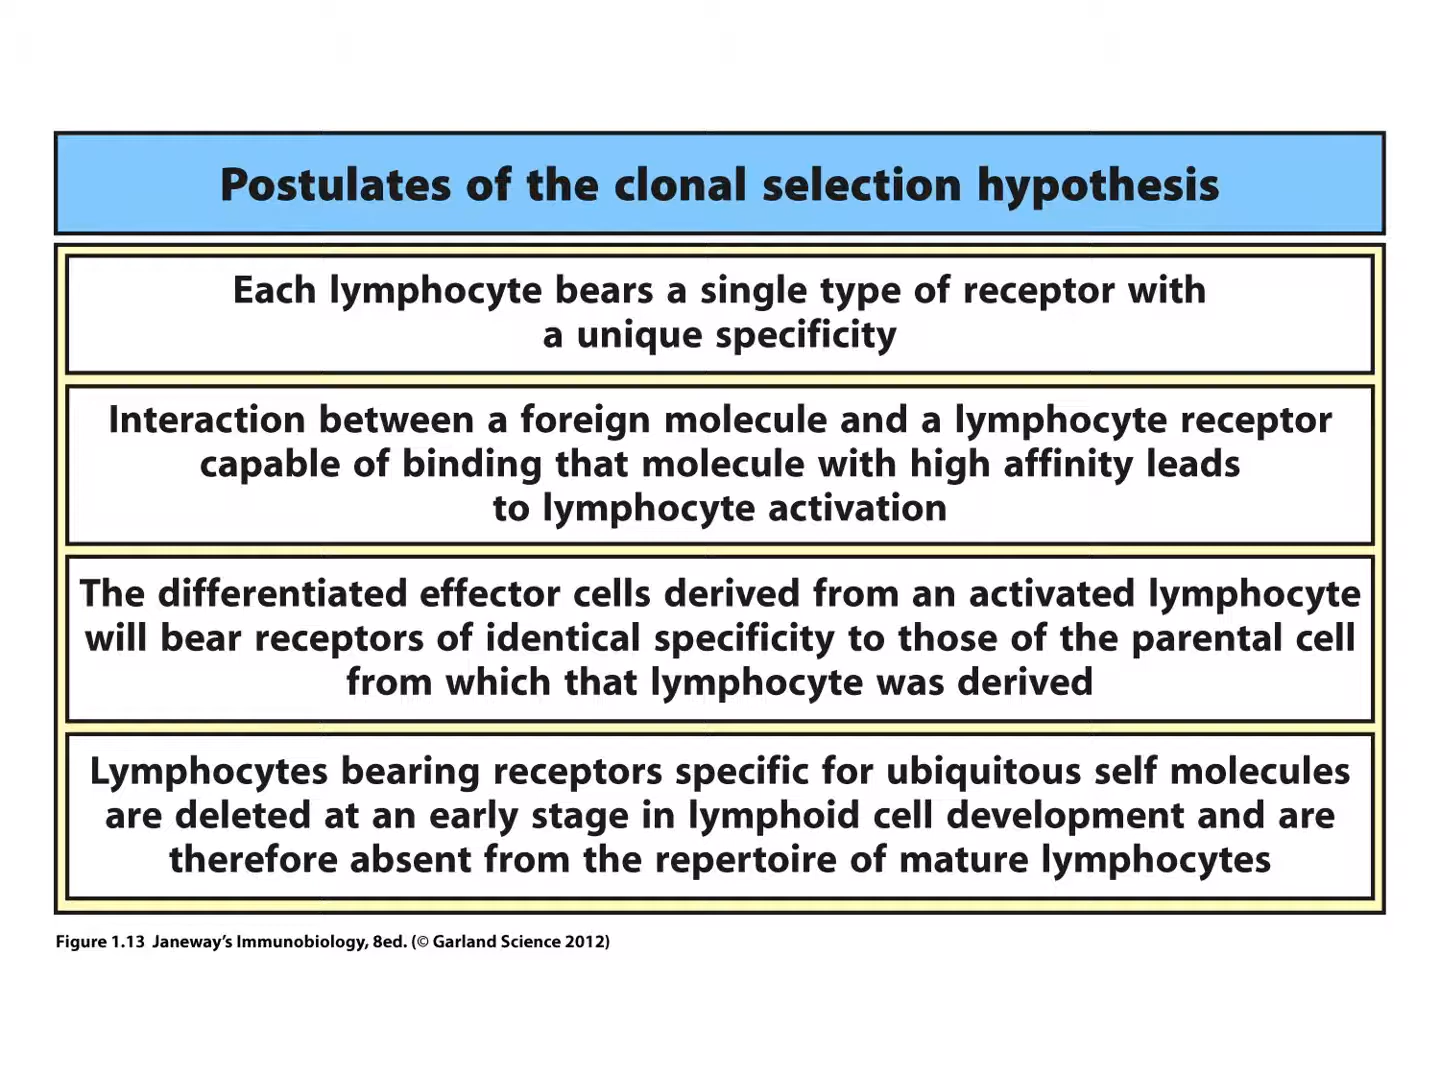 Postulates of the clonal selection hypothesis
Each lymphocyte bears a single type of receptor with
a unique specificity
Interaction between a foreign molecule and a lymphocyte receptor
capable of binding that molecule with high affinity leads
to lymphocyte activation
The differentiated effector cells derived from an activated lymphocyte
will bear receptors of identical specificity to those of the parental cell
from which that lymphocyte was derived
Lymphocytes bearing receptors specific for ubiquitous self molecules
are deleted at an early stage in lymphoid cell development and are
therefore absent from the repertoire of mature lymphocytes
Figure 1.13 Janeway’s Immunobiology, 8ed. (© Garland Science 2012)